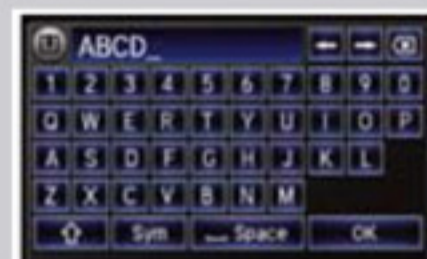 ABCD_
1 2 3 4 5 6 7 8 9 0
Q W E R T Y U I O P
A S D F G H J K L
Z X C V B N M
Sym Space OK